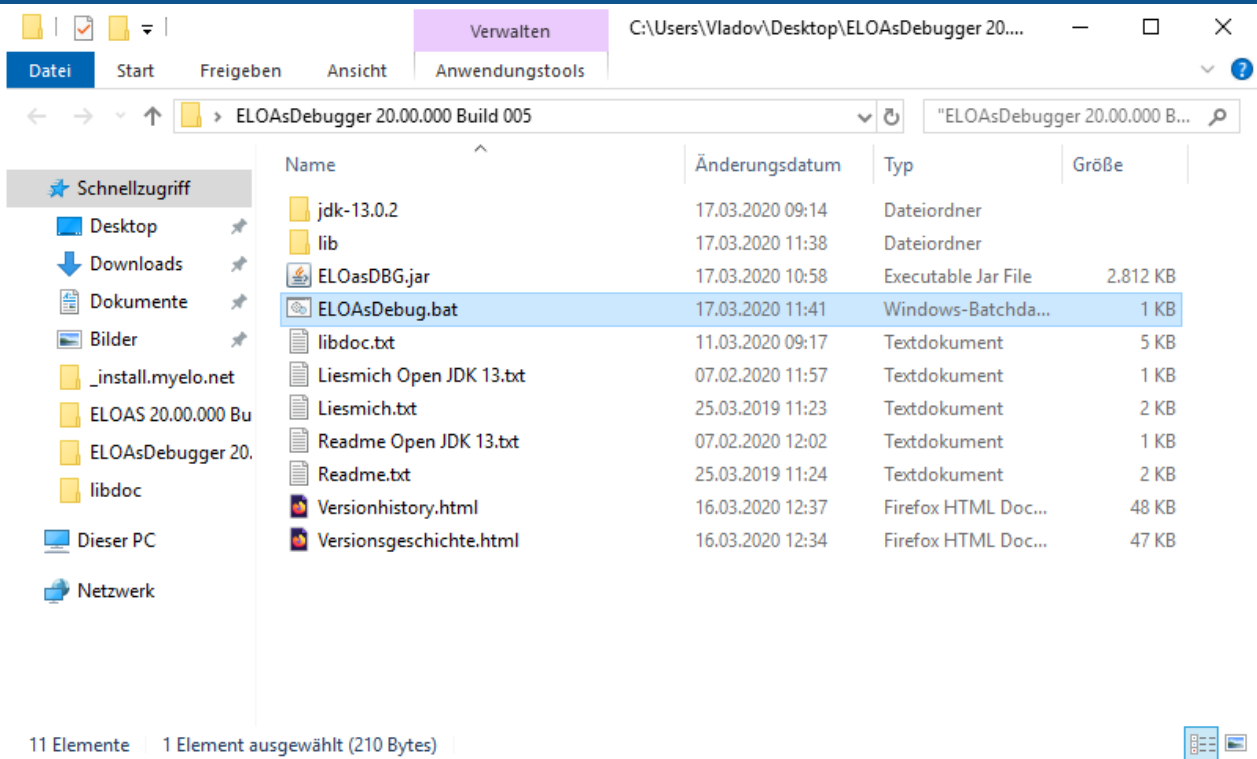 Verwalten
C:\Users\Vladov\Desktop\ELOAsDebugger 20....
Datei Start Freigeben Ansicht Anwendungstools
ELOAsDebugger 20.00.000 Build 005
"ELOAsDebugger 20.00.000 B...
Schnellzugriff
Desktop
Downloads
Dokumente
Bilder
_install.myelo.net
ELOAS 20.00.000 Bu
ELOAsDebugger 20.
libdoc
Dieser PC
Netzwerk
Name Änderungsdatum Typ Größe
jdk-13.0.2 17.03.2020 09:14 Dateiordner
lib 17.03.2020 11:38 Dateiordner
ELOasDBG.jar 17.03.2020 10:58 Executable Jar File 2.812 KB
ELOAsDebug.bat 17.03.2020 11:41 Windows-Batchda... 1 KB
libdoc.txt 11.03.2020 09:17 Textdokument 5 KB
Liesmich Open JDK 13.txt 07.02.2020 11:57 Textdokument 1 KB
Liesmich.txt 25.03.2019 11:23 Textdokument 2 KB
Readme Open JDK 13.txt 07.02.2020 12:02 Textdokument 1 KB
Readme.txt 25.03.2019 11:24 Textdokument 2 KB
Versionhistory.html 16.03.2020 12:37 Firefox HTML Doc... 48 KB
Versionsgeschichte.html 16.03.2020 12:34 Firefox HTML Doc... 47 KB
11 Elemente 1 Element ausgewählt (210 Bytes)